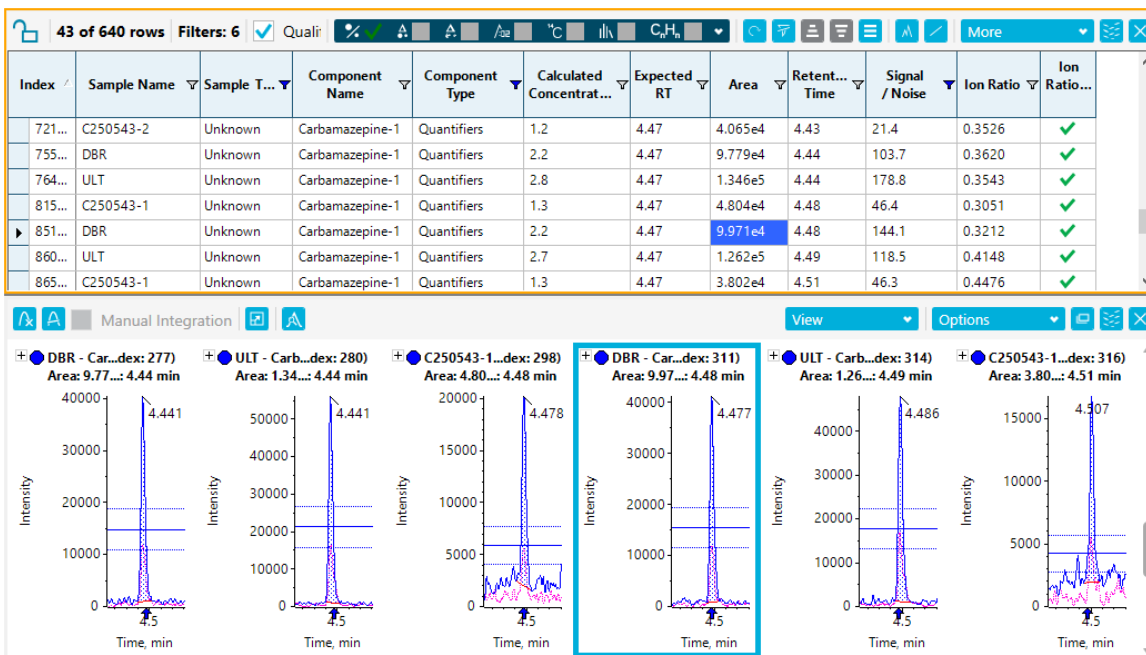 43 of 640 rows Filters: 6 Qualif More
Index Sample Name Sample T... Component Name Component Type Calculated Concentrat... Expected RT Area Retent... Time Signal / Noise Ion Ratio Ion Ratio...
721... C250543-2 Unknown Carbamazepine-1 Quantifiers 1.2 4.47 4.065e4 4.43 21.4 0.3526
755... DBR Unknown Carbamazepine-1 Quantifiers 2.2 4.47 9.779e4 4.44 103.7 0.3620
764... ULT Unknown Carbamazepine-1 Quantifiers 2.8 4.47 1.346e5 4.44 178.8 0.3543
815... C250543-1 Unknown Carbamazepine-1 Quantifiers 1.3 4.47 4.804e4 4.48 46.4 0.3051
851... DBR Unknown Carbamazepine-1 Quantifiers 2.2 4.47 9.971e4 4.48 144.1 0.3212
860... ULT Unknown Carbamazepine-1 Quantifiers 2.7 4.47 1.262e5 4.49 118.5 0.4148
865... C250543-1 Unknown Carbamazepine-1 Quantifiers 1.3 4.47 3.802e4 4.51 46.3 0.4476
Manual Integration View Options
DBR - Car...dex: 277) ULT - Carb...dex: 280) C250543-1...dex: 298) DBR - Car...dex: 311) ULT - Carb...dex: 314) C250543-1...dex: 316)
Area: 9.77...: 4.44 min Area: 1.34...: 4.44 min Area: 4.80...: 4.48 min Area: 9.97...: 4.48 min Area: 1.26...: 4.49 min Area: 3.80...: 4.51 min
Intensity
40000
30000
20000
10000
0
4.441
4.5
Time, min
Intensity
50000
40000
30000
20000
10000
0
4.441
4.5
Time, min
Intensity
20000
15000
10000
5000
0
4.478
4.5
Time, min
Intensity
40000
30000
20000
10000
0
4.477
4.5
Time, min
Intensity
40000
30000
20000
10000
0
4.486
4.5
Time, min
Intensity
15000
10000
5000
0
4.507
4.5
Time, min